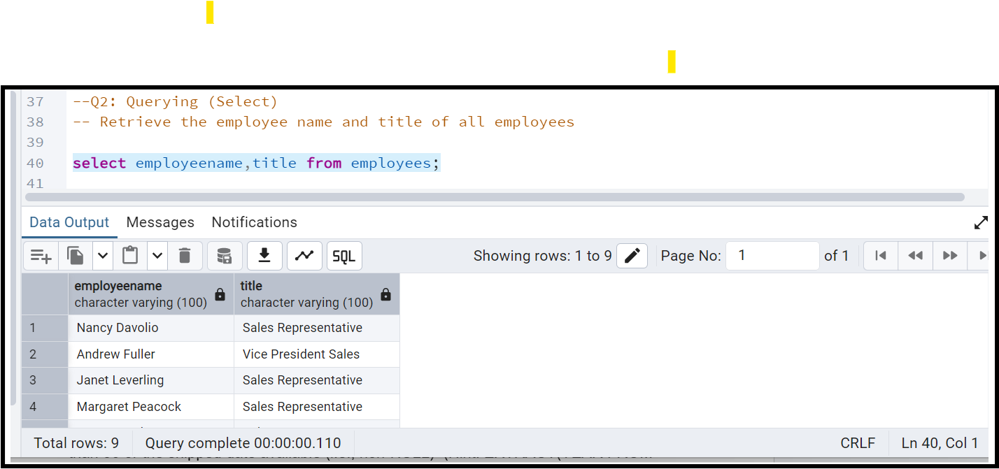 37 --Q2: Querying (Select)
38 -- Retrieve the employee name and title of all employees
39
40 select employeename,title from employees;
41
Data Output Messages Notifications
SQL Showing rows: 1 to 9 Page No: 1 of 1
employeename title
character varying (100) character varying (100)
1 Nancy Davolio Sales Representative
2 Andrew Fuller Vice President Sales
3 Janet Leverling Sales Representative
4 Margaret Peacock Sales Representative
Total rows: 9 Query complete 00:00:00.110 CRLF Ln 40, Col 1